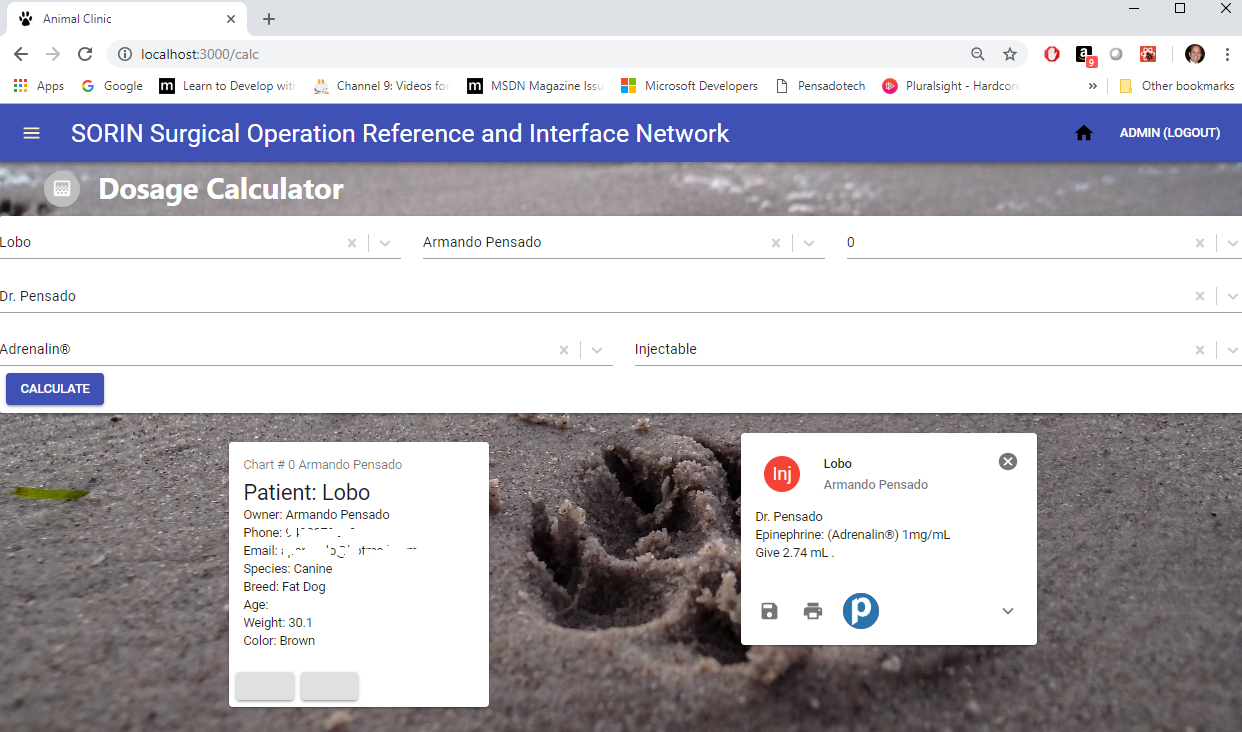 Animal Clinic
localhost:3000/calc
a
9
Apps
Google
m
Learn to Develop wit
Channel 9: Videos for
m
MSDN Magazine Issu
Microsoft Developers
Pensadotech
Pluralsight - Hardcor
»
Other bookmarks
SORIN Surgical Operation Reference and Interface Network
ADMIN (LOGOUT)
Dosage Calculator
Lobo
Armando Pensado
0
Dr. Pensado
Adrenalin®
Injectable
CALCULATE
Chart # 0 Armando Pensado
Patient: Lobo
Owner: Armando Pensado
Phone:
Email:
Species: Canine
Breed: Fat Dog
Age:
Weight: 30.1
Color: Brown
Inj
Lobo
Armando Pensado
Dr. Pensado
Epinephrine: (Adrenalin®) 1mg/mL
Give 2.74 mL .
p